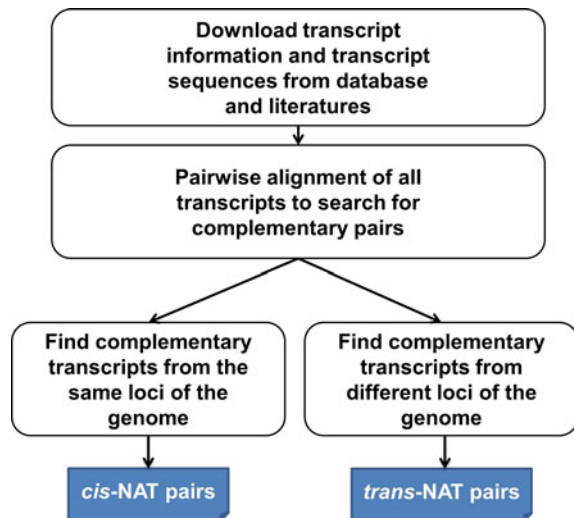 Download transcript
information and transcript
sequences from database
and literatures
Pairwise alignment of all
transcripts to search for
complementary pairs
Find complementary
transcripts from the
same loci of the
genome
Find complementary
transcripts from
different loci of the
genome
cis-NAT pairs
trans-NAT pairs